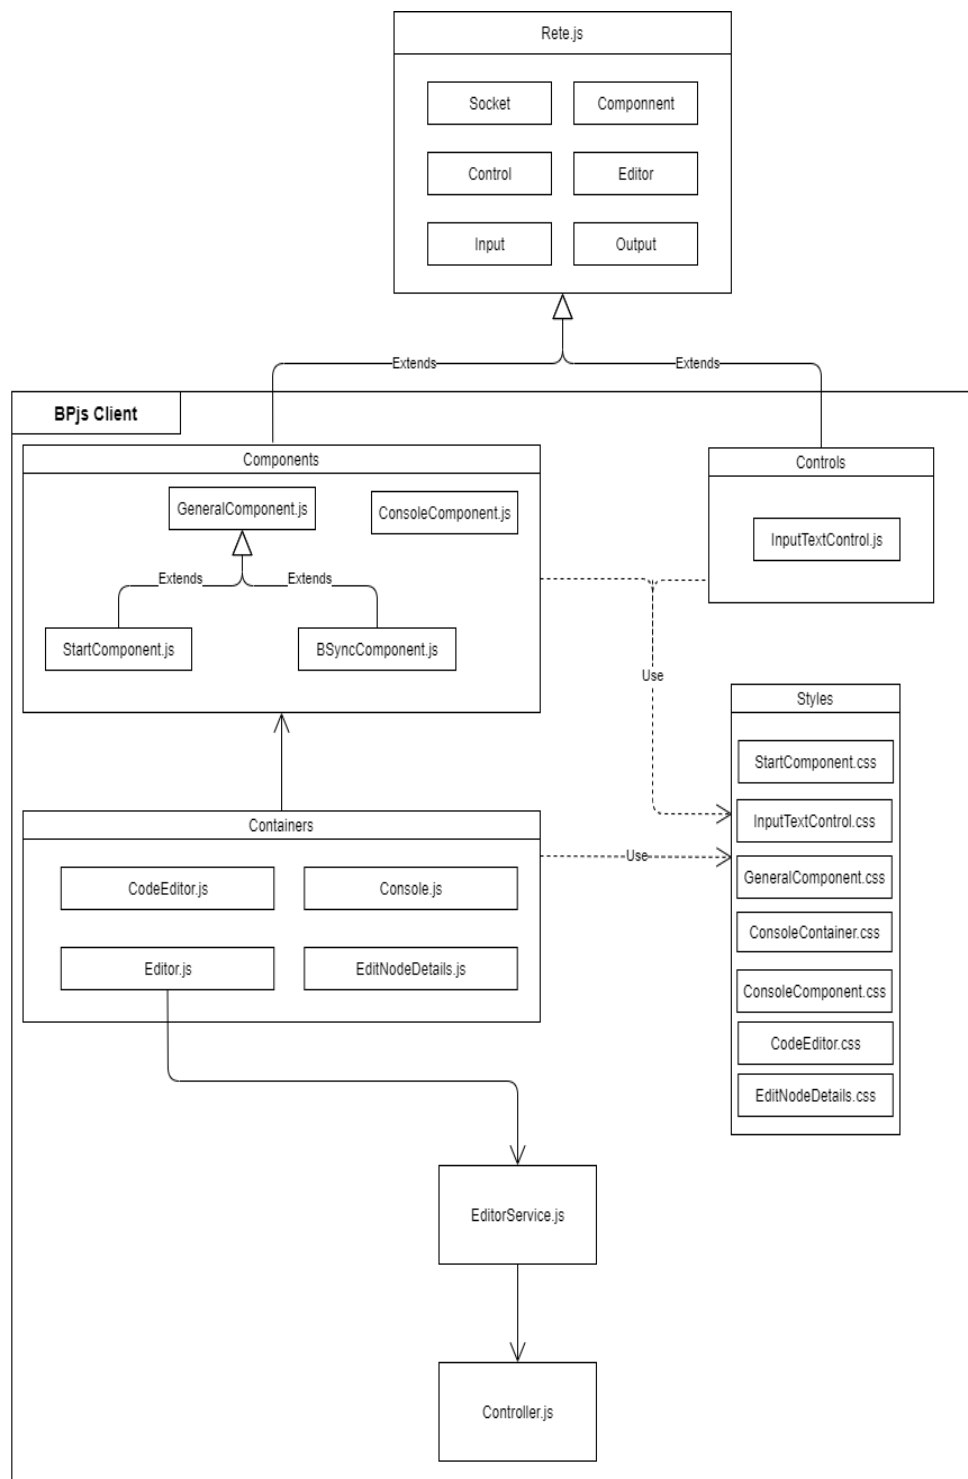 Rete.js
Socket
Componnent
Control
Editor
Input
Output
Extends
Extends
BPjs Client
Components
GeneralComponent.js
ConsoleComponent.js
Extends
Extends
StartComponent.js
BSyncComponent.js
Controls
InputTextControl.js
Use
Styles
StartComponent.css
InputTextControl.css
GeneralComponent.css
ConsoleContainer.css
ConsoleComponent.css
CodeEditor.css
EditNodeDetails.css
Containers
CodeEditor.js
Console.js
Editor.js
EditNodeDetails.js
Use
EditorService.js
Controller.js